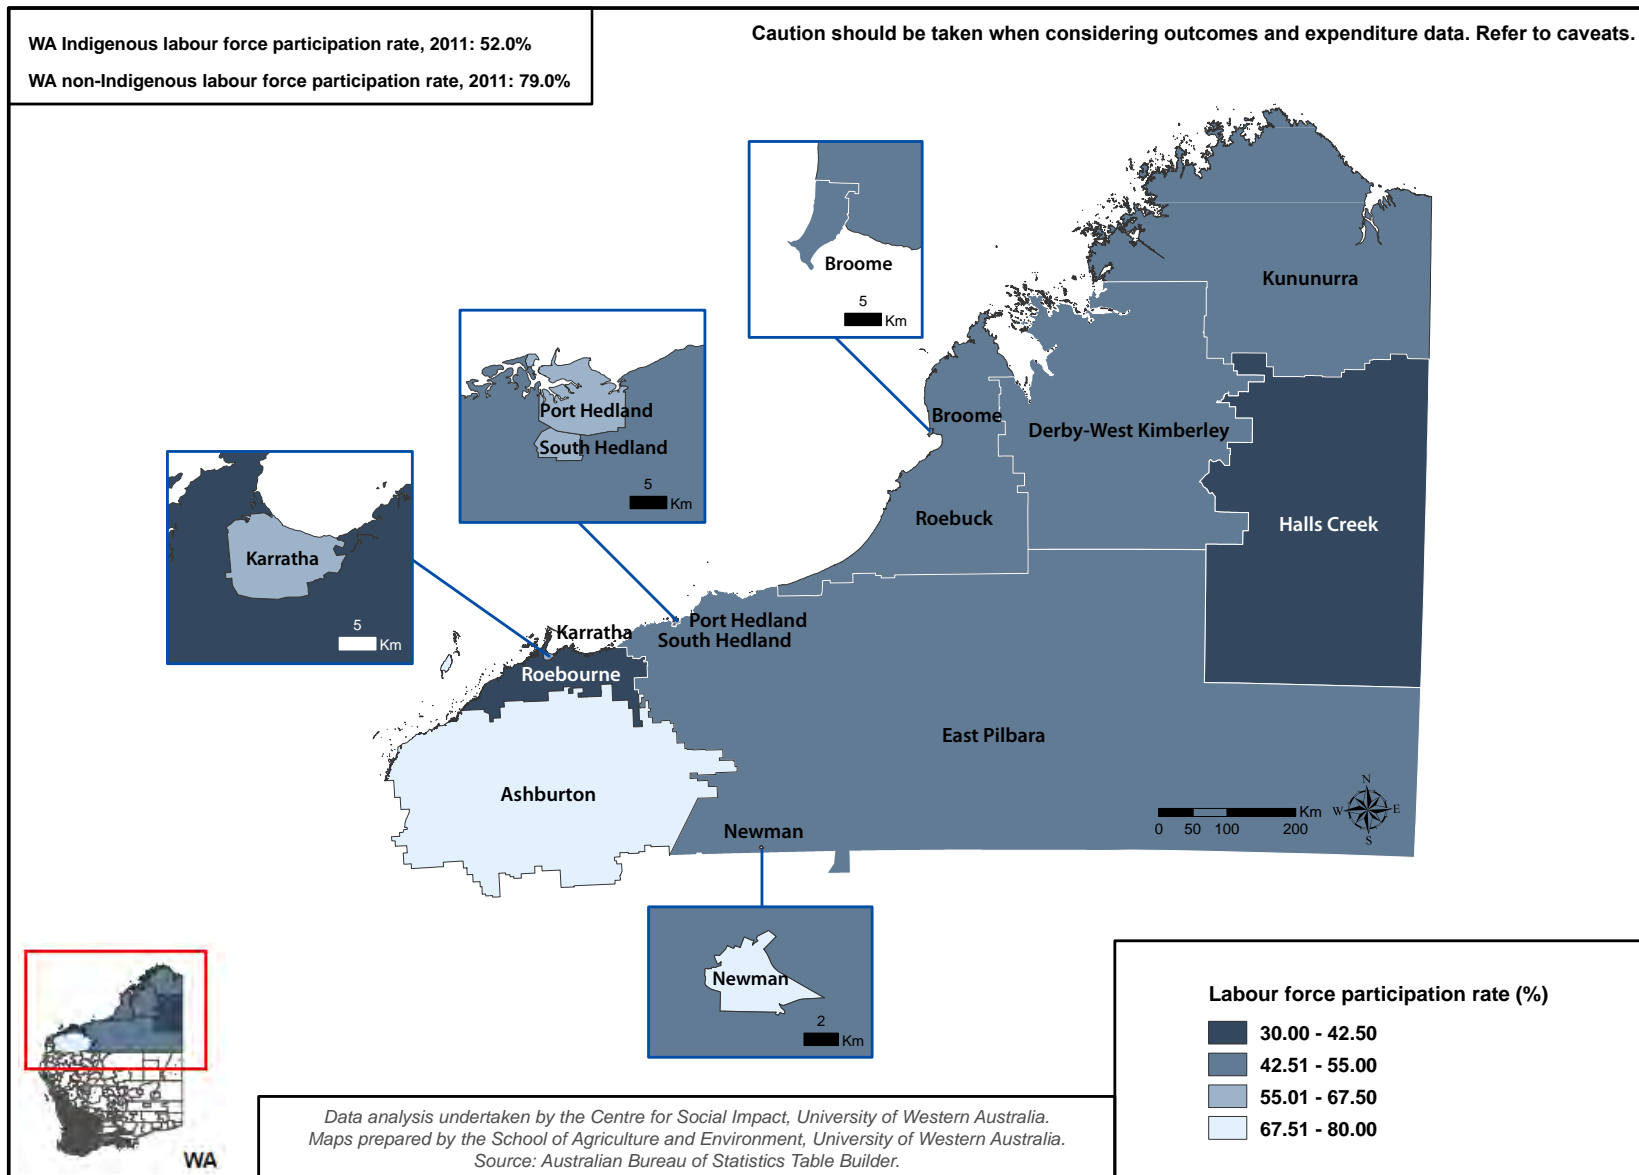 WA Indigenous labour force participation rate, 2011: 52.0%
WA non-Indigenous labour force participation rate, 2011: 79.0%
Caution should be taken when considering outcomes and expenditure data. Refer to caveats.
Broome
5
Km
Kununurra
Port Hedland
South Hedland
5
Km
Broome
Derby-West Kimberley
Roebuck
Halls Creek
Karratha
5
Km
Port Hedland
South Hedland
Karratha
Roebourne
East Pilbara
Ashburton
Newman
Km
0 50 100 200
N
W E
S
Newman
2
Km
WA
Labour force participation rate (%)
30.00 - 42.50
42.51 - 55.00
55.01 - 67.50
67.51 - 80.00
Data analysis undertaken by the Centre for Social Impact, University of Western Australia.
Maps prepared by the School of Agriculture and Environment, University of Western Australia.
Source: Australian Bureau of Statistics Table Builder.